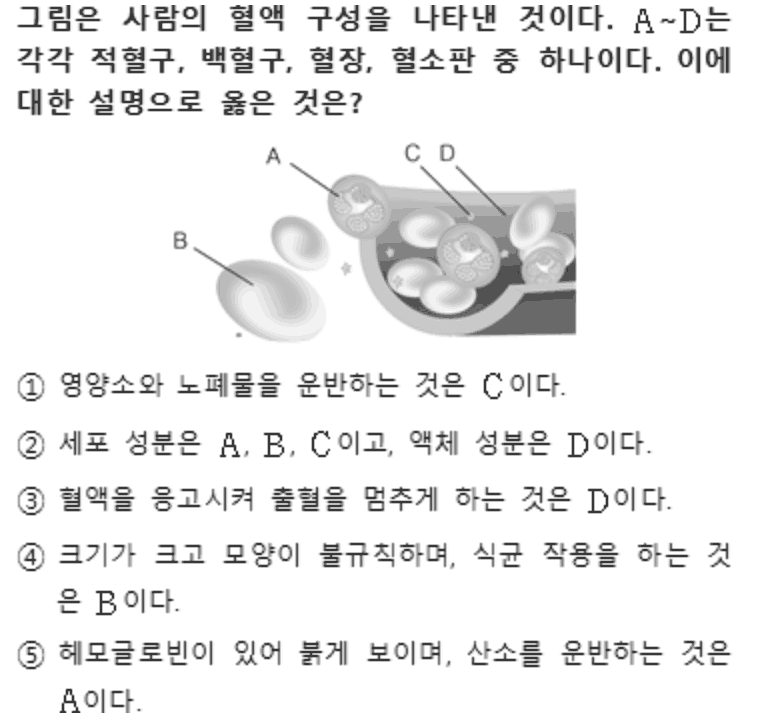 그림은 사람의 혈액 구성을 나타낸 것이다. A~D는
각각 적혈구, 백혈구, 혈장, 혈소판 중 하나이다. 이에
대한 설명으로 옳은 것은?
A
C D
B
① 영양소와 노폐물을 운반하는 것은 C이다.
② 세포 성분은 A, B, C이고, 액체 성분은 D이다.
③ 혈액을 응고시켜 출혈을 멈추게 하는 것은 D이다.
④ 크기가 크고 모양이 불규칙하며, 식균 작용을 하는 것
은 B이다.
⑤ 헤모글로빈이 있어 붉게 보이며, 산소를 운반하는 것은
A이다.